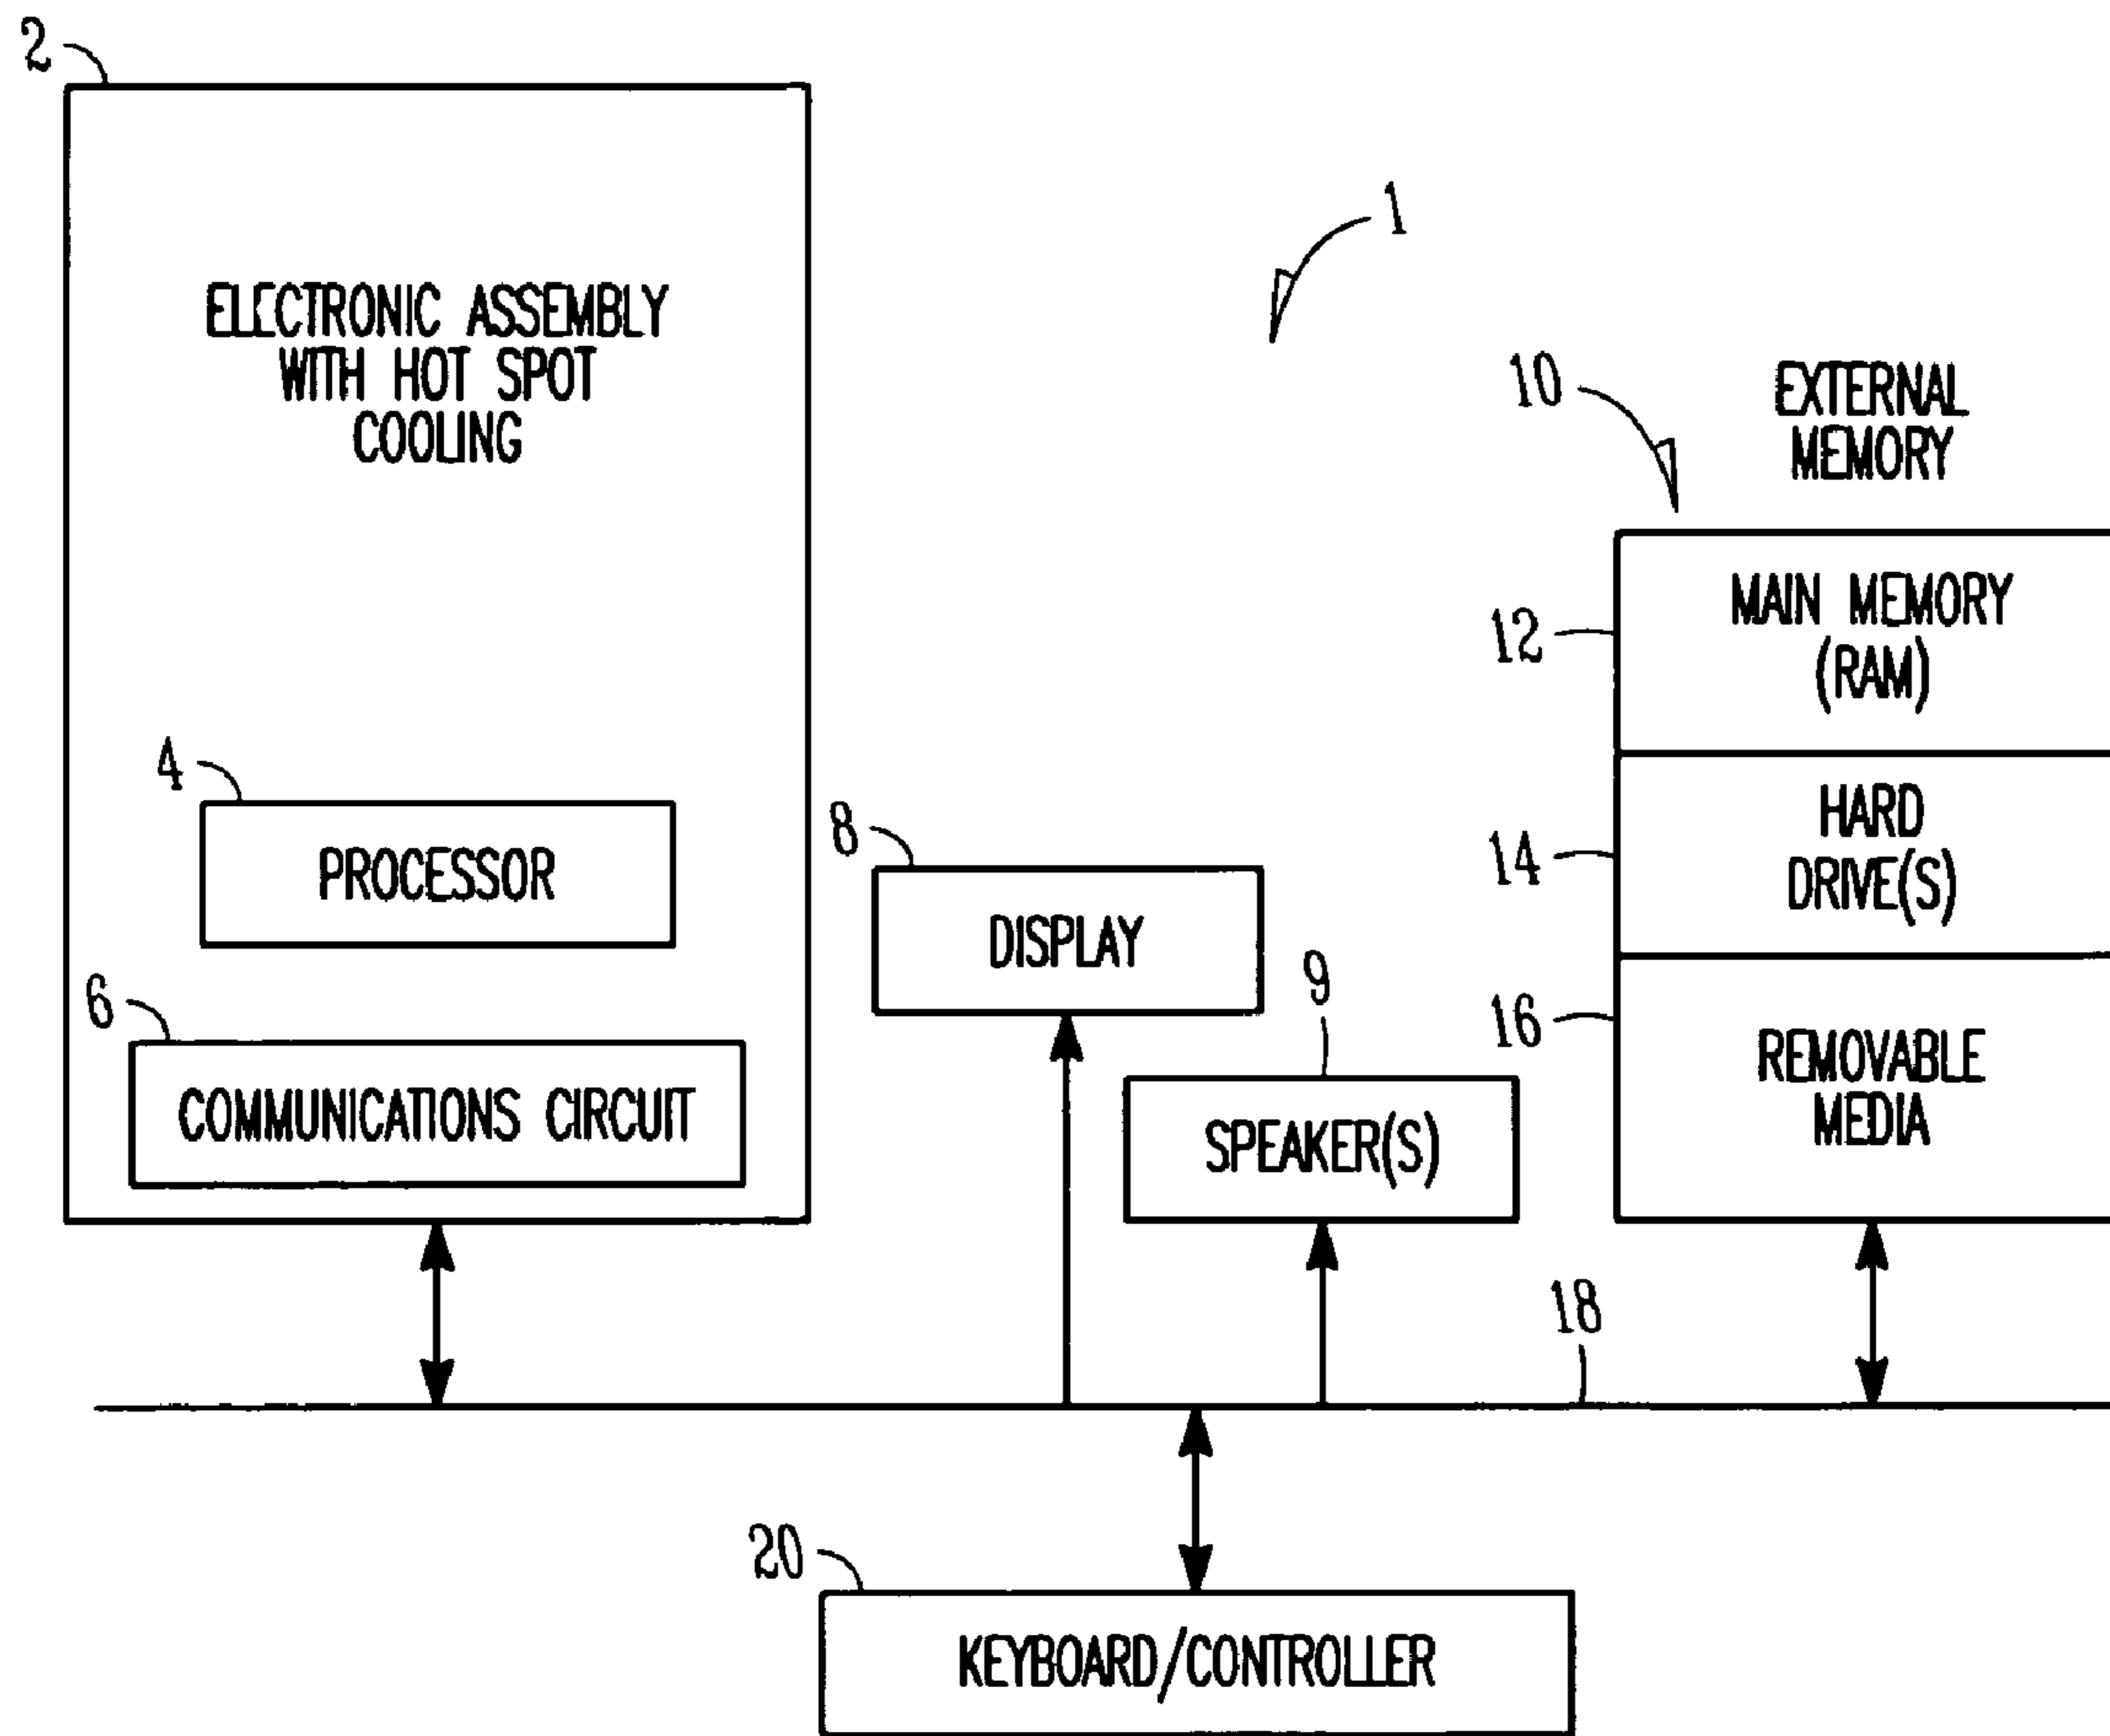 2
ELECTRONIC ASSEMBLY
WITH HOT SPOT
COOLING
4
PROCESSOR
6
COMMUNICATIONS CIRCUIT
1
8
DISPLAY
9
SPEAKER(S)
10
EXTERNAL
MEMORY
12
MAIN MEMORY
(RAM)
14
HARD
DRIVE(S)
16
REMOVABLE
MEDIA
18
20
KEYBOARD/CONTROLLER